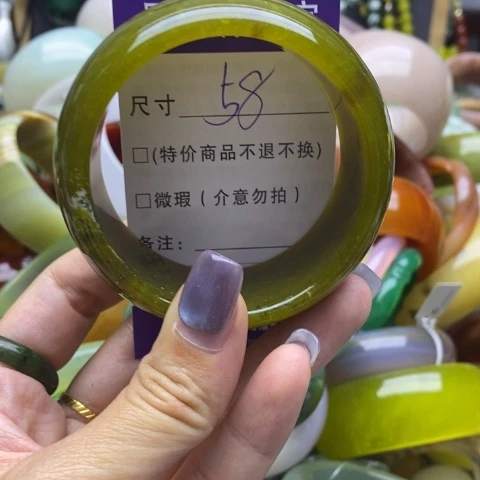 尺寸 58
□(特价商品不退不换)
□微瑕(介意勿拍)
备注: